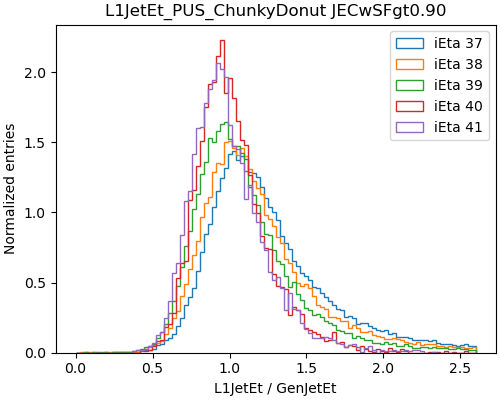 L1JetEt_PUS_ChunkyDonut JECwSFgt0.90
iEta 37
iEta 38
iEta 39
iEta 40
iEta 41
Normalized entries
2.0
1.5
1.0
0.5
0.0
0.0 0.5 1.0 1.5 2.0 2.5
L1JetEt / GenJetEt